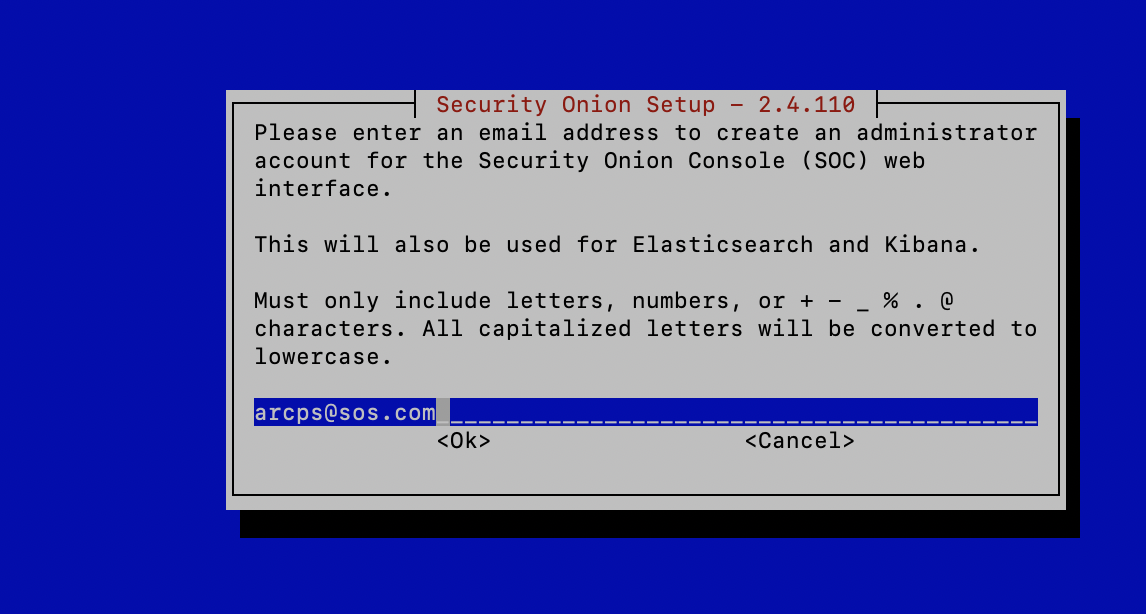 Security Onion Setup - 2.4.110
Please enter an email address to create an administrator
account for the Security Onion Console (SOC) web
interface.
This will also be used for Elasticsearch and Kibana.
Must only include letters, numbers, or + - _ % . @
characters. All capitalized letters will be converted to
lowercase.
arcps@sos.com__________________________________________
<Ok> <Cancel>